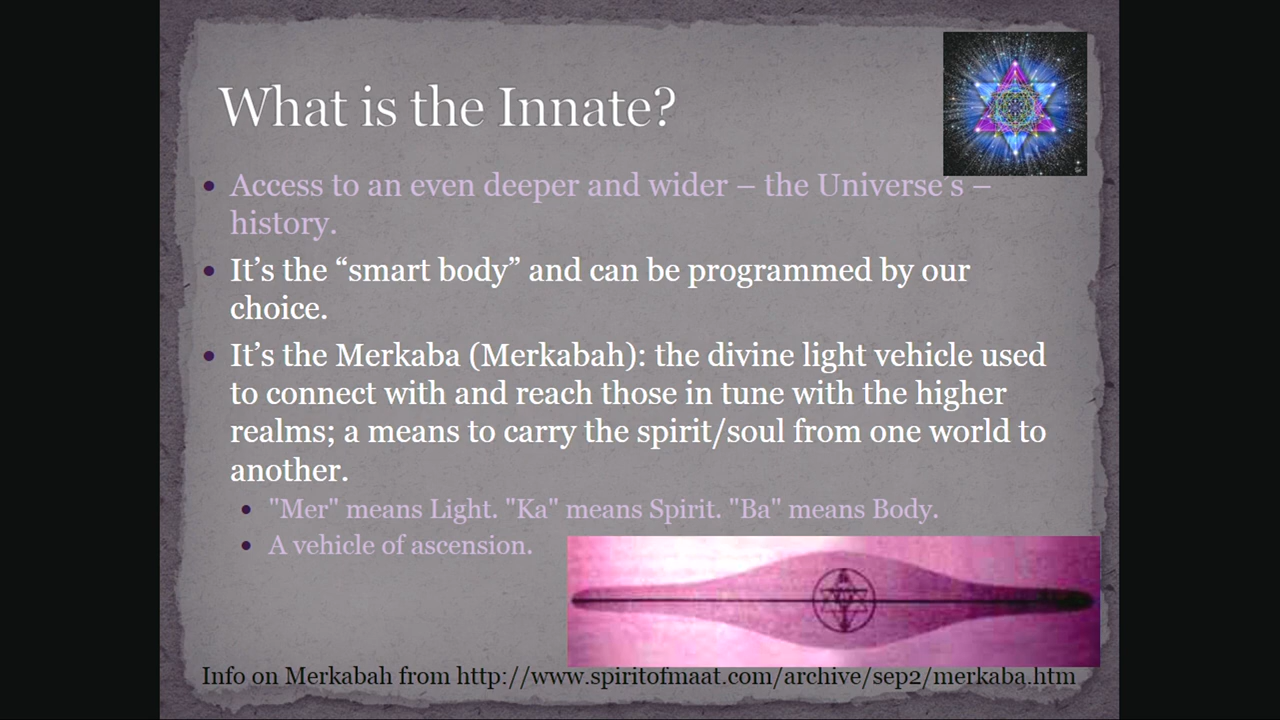 What is the Innate?
• Access to an even deeper and wider – the Universe's –
history.
• It's the “smart body” and can be programmed by our
choice.
• It's the Merkaba (Merkabah): the divine light vehicle used
to connect with and reach those in tune with the higher
realms; a means to carry the spirit/soul from one world to
another.
• "Mer" means Light. "Ka" means Spirit. "Ba" means Body.
• A vehicle of ascension.
Info on Merkabah from http://www.spiritofmaat.com/archive/sep2/merkaba.htm